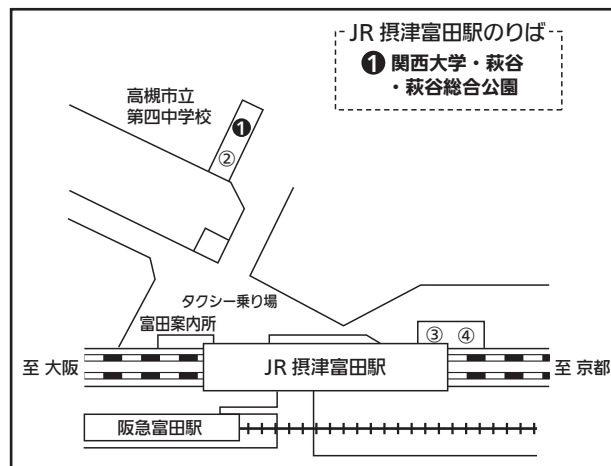 JR 摂津富田駅のりば
❶ 関西大学・萩谷
・萩谷総合公園
高槻市立
第四中学校
❶
②
タクシー乗り場
富田案内所
③ ④
至 大阪
JR 摂津富田駅
至 京都
阪急富田駅